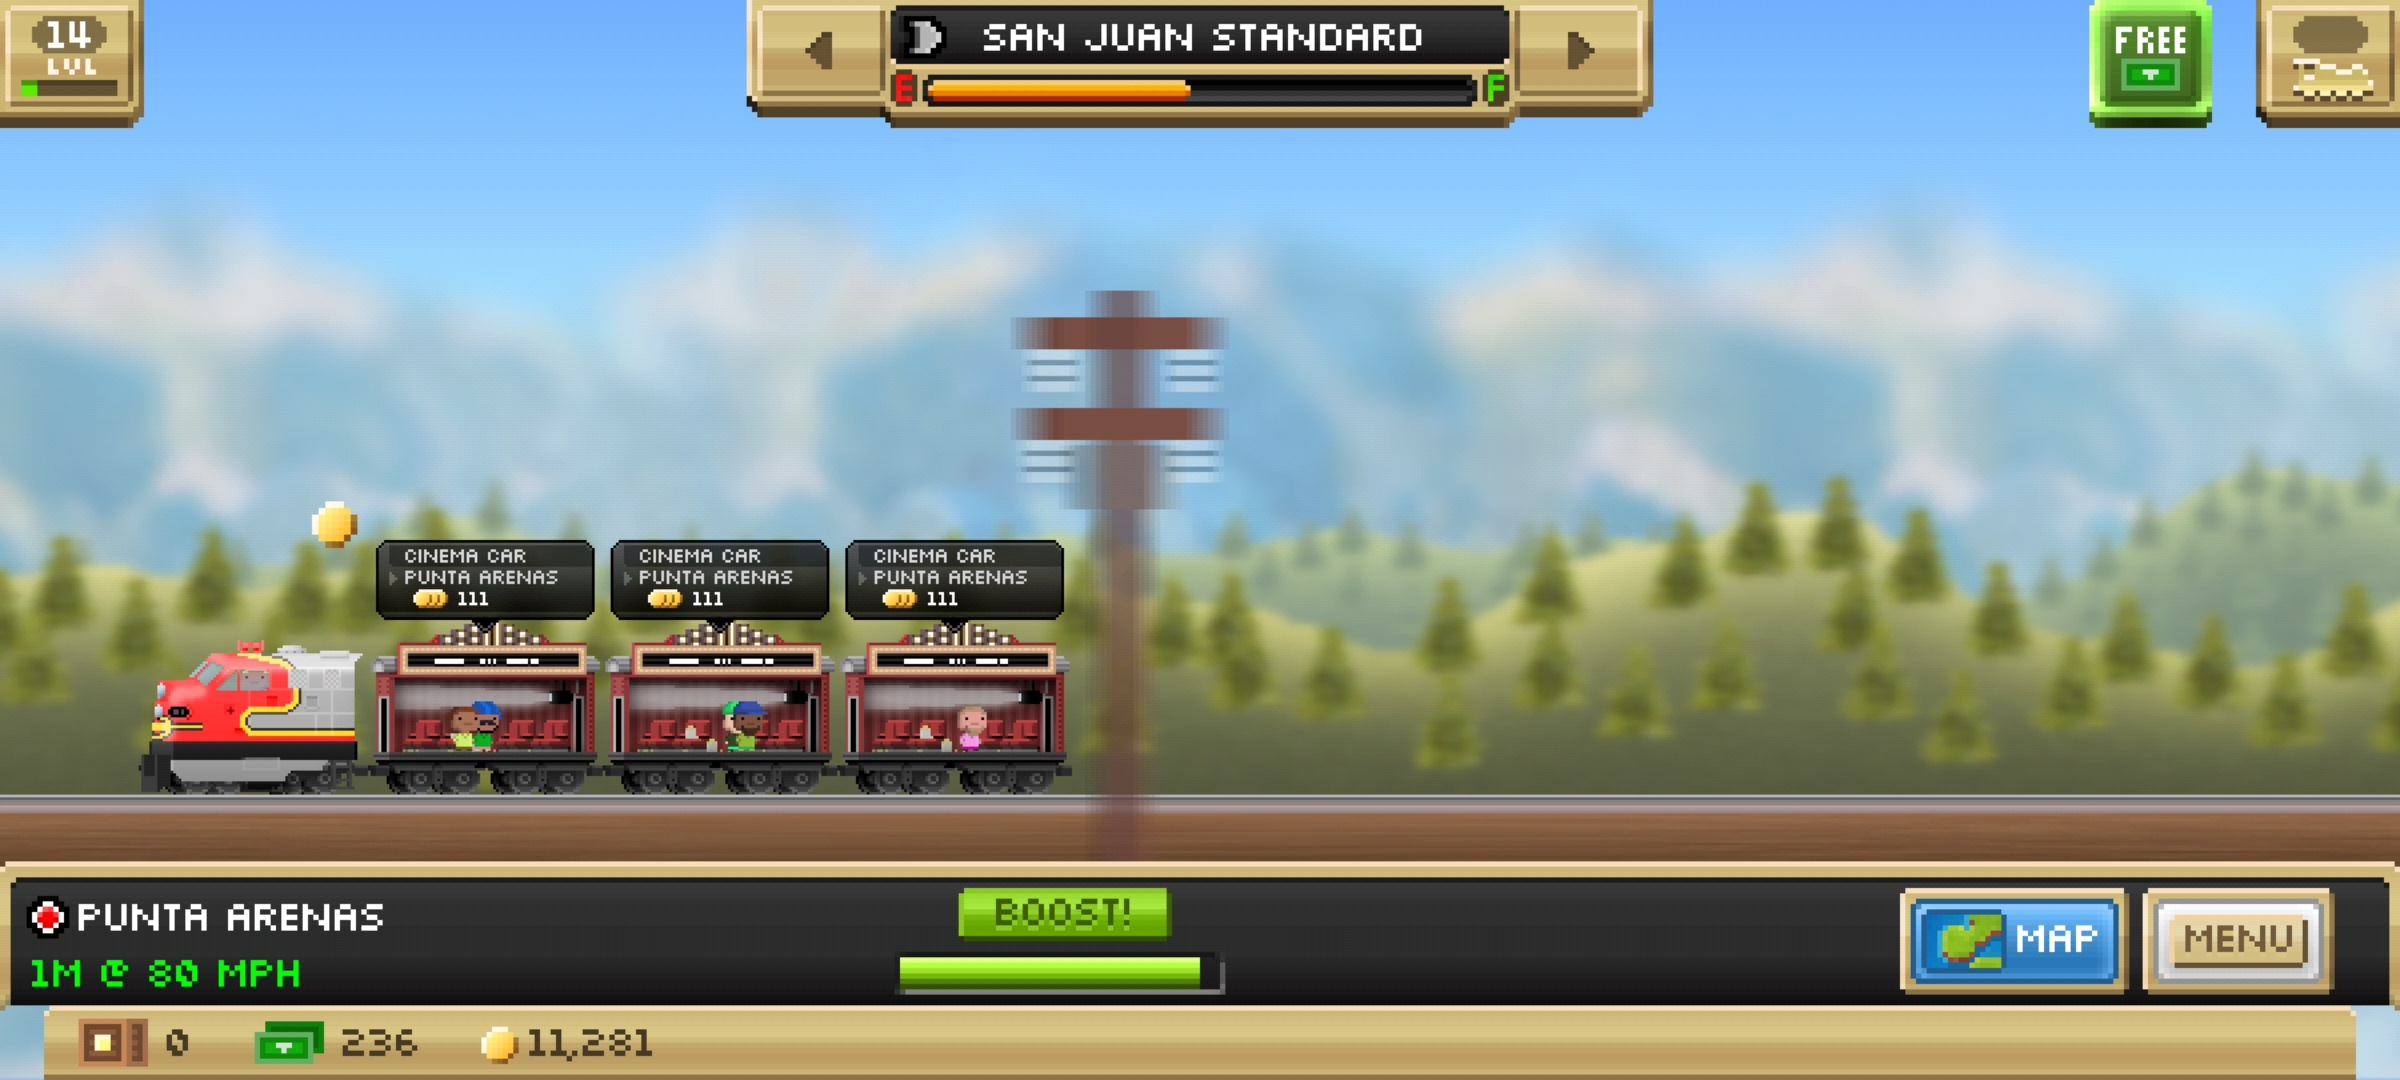 14
LVL
SAN JUAN STANDARD
E
F
FREE
CINEMA CAR
PUNTA ARENAS
111
CINEMA CAR
PUNTA ARENAS
111
CINEMA CAR
PUNTA ARENAS
111
PUNTA ARENAS
1M @ 80 MPH
BOOST!
MAP
MENU
0
236
11,281